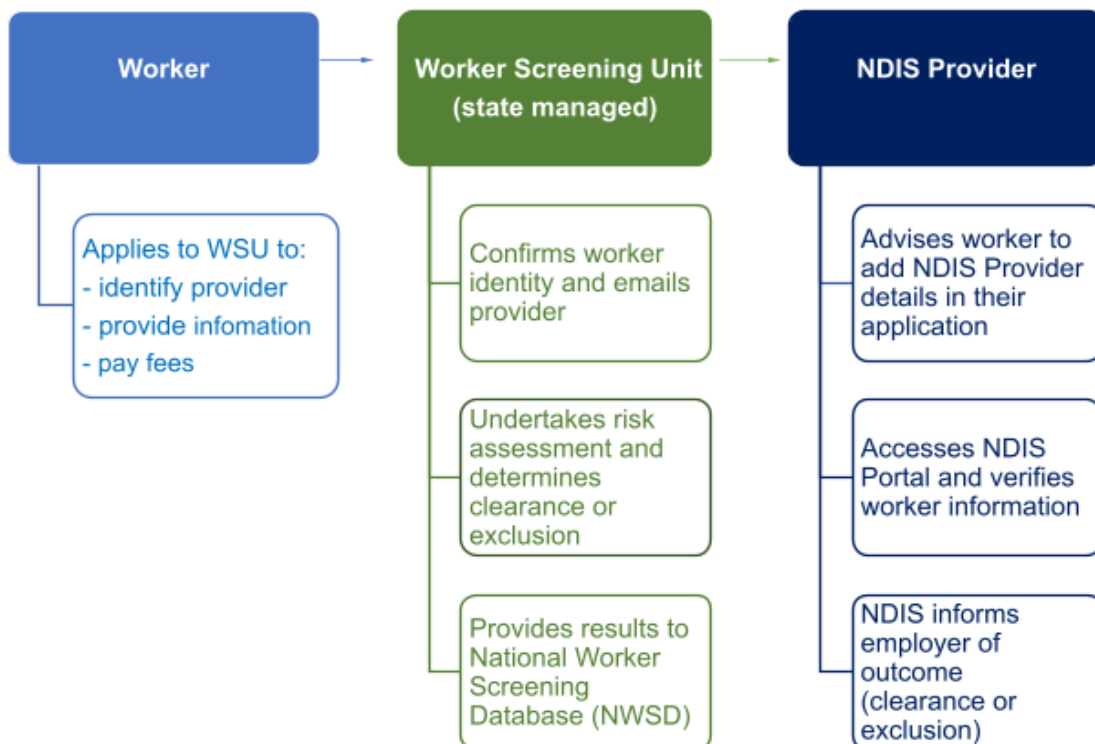 Worker
Applies to WSU to:
- identify provider
- provide infomation
- pay fees
Worker Screening Unit
(state managed)
Confirms worker
identity and emails
provider
Undertakes risk
assessment and
determines
clearance or
exclusion
Provides results to
National Worker
Screening
Database (NWSD)
NDIS Provider
Advises worker to
add NDIS Provider
details in their
application
Accesses NDIS
Portal and verifies
worker information
NDIS informs
employer of
outcome
(clearance or
exclusion)